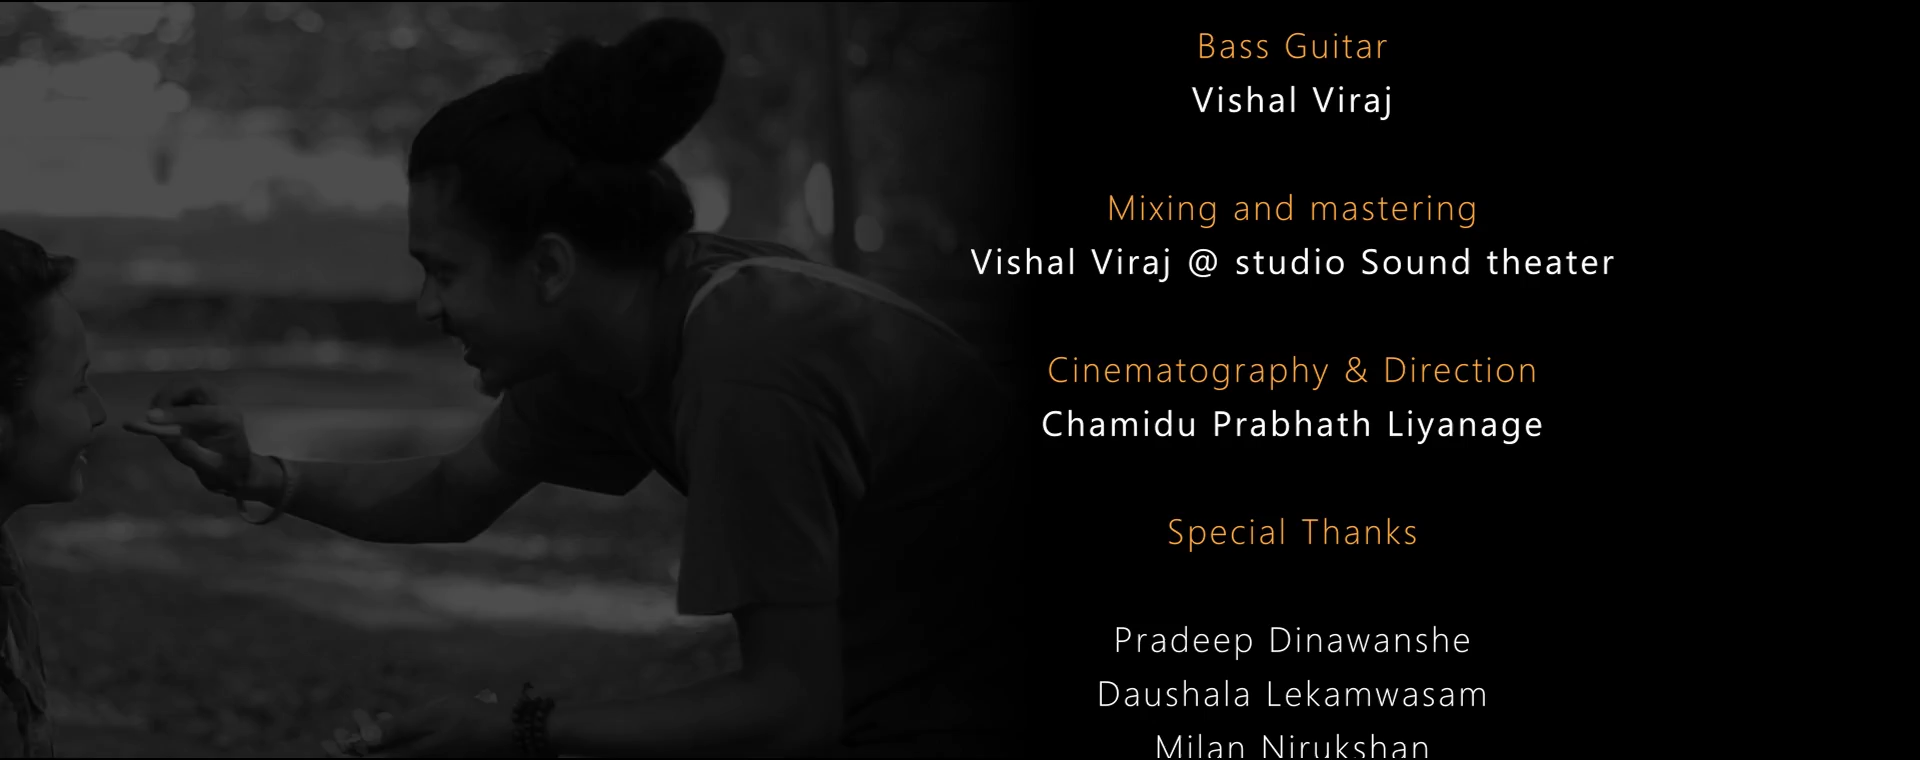 Bass Guitar
Vishal Viraj
Mixing and mastering
Vishal Viraj @ studio Sound theater
Cinematography & Direction
Chamidu Prabhath Liyanage
Special Thanks
Pradeep Dinawanshe
Daushala Lekamwasam
Milan Nirukshan